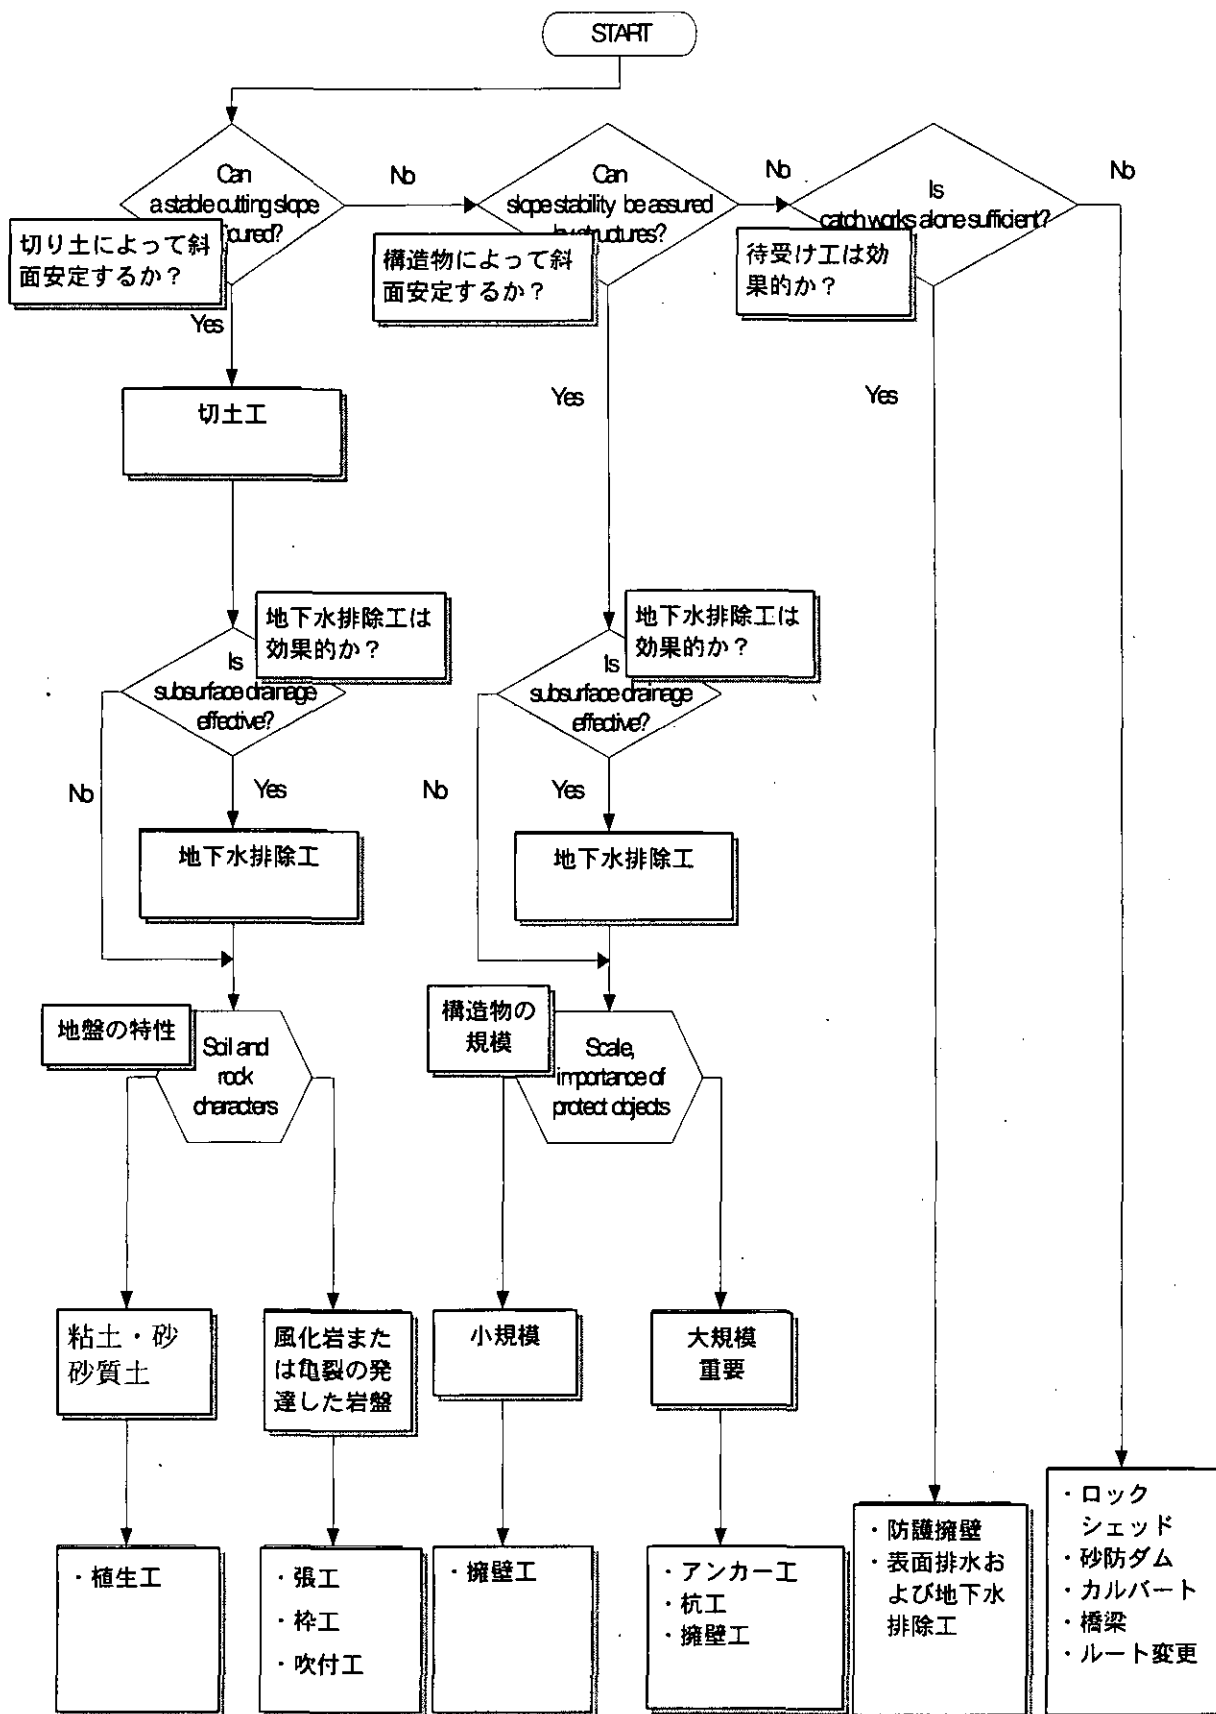 START
Can
a stable cutting slope
切り土によって斜
面安定するか？
Yes
No
Can
slope stability be assured
structures?
構造物によって斜
面安定するか？
Yes
No
Is
catch works alone sufficient?
待受け工は効
果的か？
Yes
No
切土工
地下水排除工は
効果的か？
Is
subsurface drainage
effective?
No
Yes
地下水排除工は
効果的か？
Is
subsurface drainage
effective?
No
Yes
地下水排除工
地下水排除工
地盤の特性
Soil and
rock
characters
構造物の
規模
Scale,
importance of
protect objects
粘土・砂
砂質土
風化岩また
は亀裂の発
達した岩盤
小規模
大規模
重要
・植生工
・張工
・枠工
・吹付工
・擁壁工
・アンカー工
・杭工
・擁壁工
・防護擁壁
・表面排水お
よび地下水
排除工
・ロック
シェッド
・砂防ダム
・カルバート
・橋梁
・ルート変更